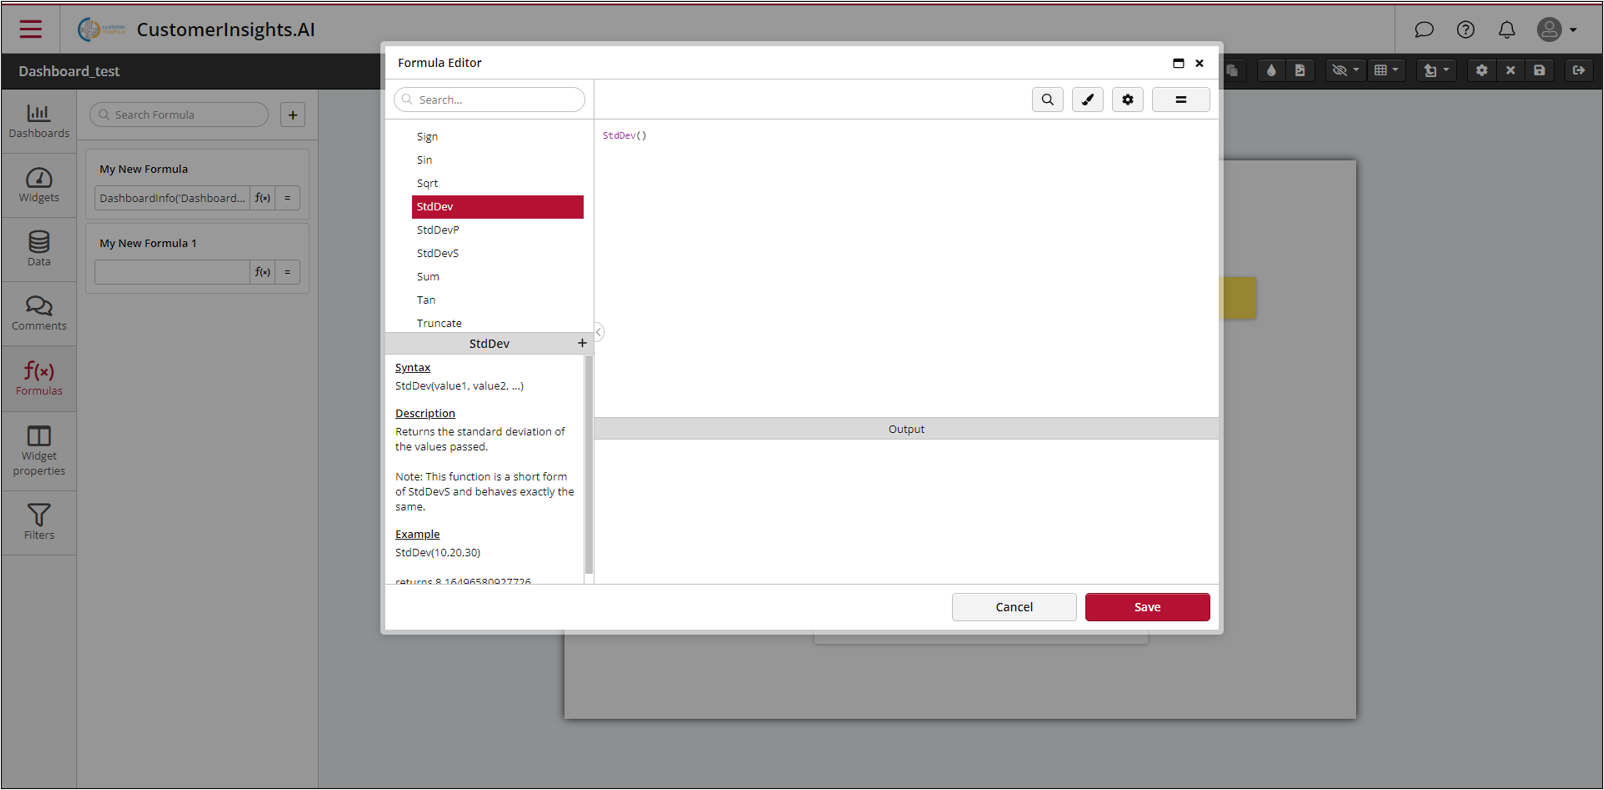 CustomerInsights.AI
Dashboard_test
Dashboards
Widgets
Data
Comments
f(x)
Formulas
Widget
properties
Filters
Search Formula
+
My New Formula
DashboardInfo('Dashboard... f(x) =
My New Formula 1
f(x) =
Formula Editor
Search...
Sign
Sin
Sqrt
StdDev
StdDevP
StdDevS
Sum
Tan
Truncate
StdDev +
Syntax
StdDev(value1, value2, ...)
Description
Returns the standard deviation of
the values passed.
Note: This function is a short form
of StdDevS and behaves exactly the
same.
Example
StdDev(10,20,30)
returns 8.16496580927726
=
StdDev()
Output
Cancel
Save